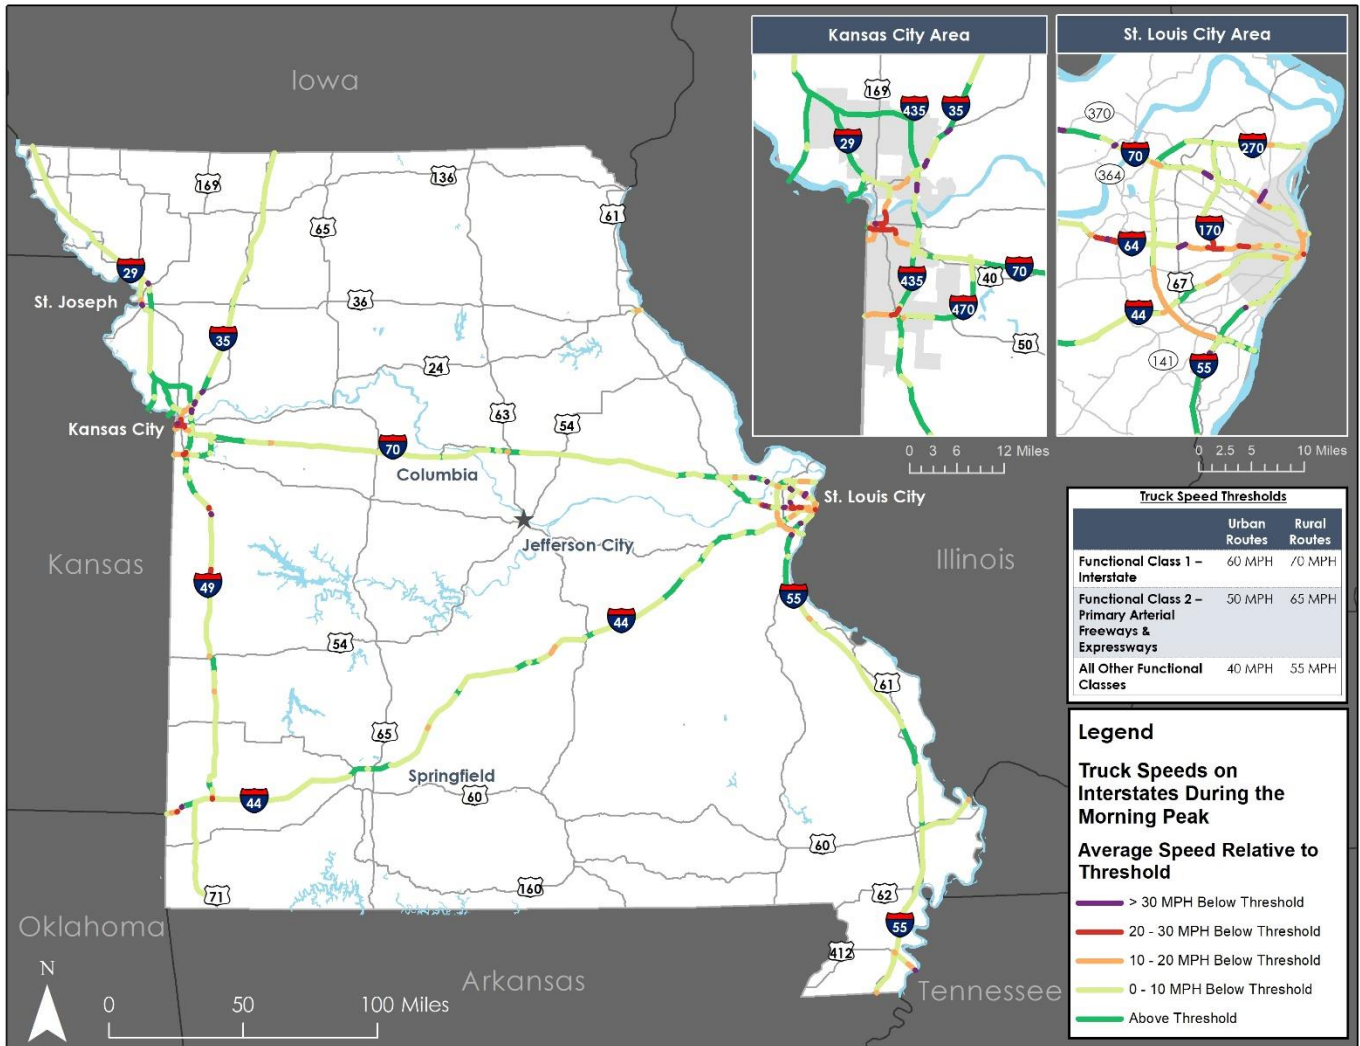 Kansas City Area
169
435
35
29
435
70
40
470
50
0 3 6 12 Miles
St. Louis City Area
370
70
270
364
170
64
67
44
141
55
0 2.5 5 10 Miles
Iowa
169
136
65
61
29
St. Joseph
36
35
24
63
54
Kansas City
70
Columbia
St. Louis City
Jefferson City
Kansas
Illinois
49
55
44
54
61
65
Springfield
60
44
60
71
160
62
Oklahoma
55
412
Arkansas
Tennessee
N
0 50 100 Miles
Truck Speed Thresholds
Urban Rural
Routes Routes
Functional Class 1 – 60 MPH 70 MPH
Interstate
Functional Class 2 – 50 MPH 65 MPH
Primary Arterial
Freeways &
Expressways
All Other Functional 40 MPH 55 MPH
Classes
Legend
Truck Speeds on
Interstates During the
Morning Peak
Average Speed Relative to
Threshold
> 30 MPH Below Threshold
20 - 30 MPH Below Threshold
10 - 20 MPH Below Threshold
0 - 10 MPH Below Threshold
Above Threshold